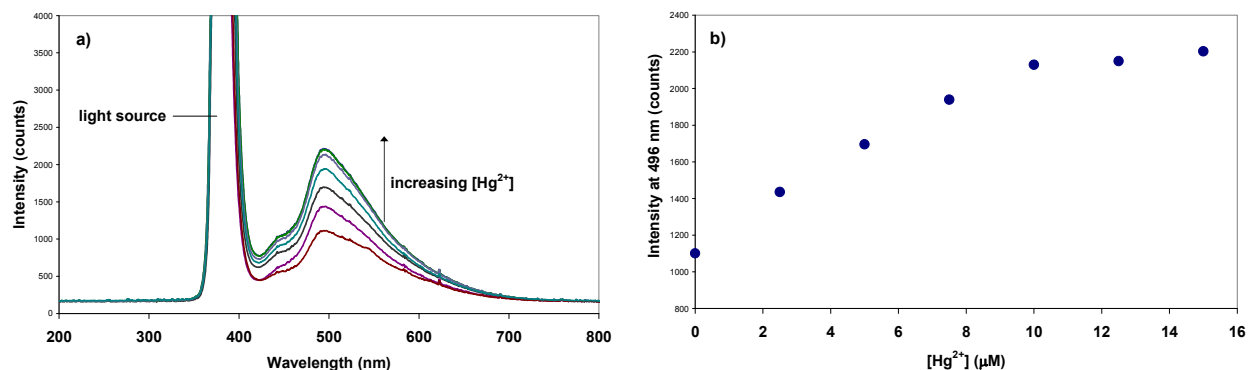 a)
4000
3500
3000
2500
2000
1500
1000
500
0
Intensity (counts)
light source
increasing [Hg²⁺]
200 300 400 500 600 700 800
Wavelength (nm)
b)
2400
2200
2000
1800
1600
1400
1200
1000
800
Intensity at 496 nm (counts)
0 2 4 6 8 10 12 14 16
[Hg²⁺] (µM)